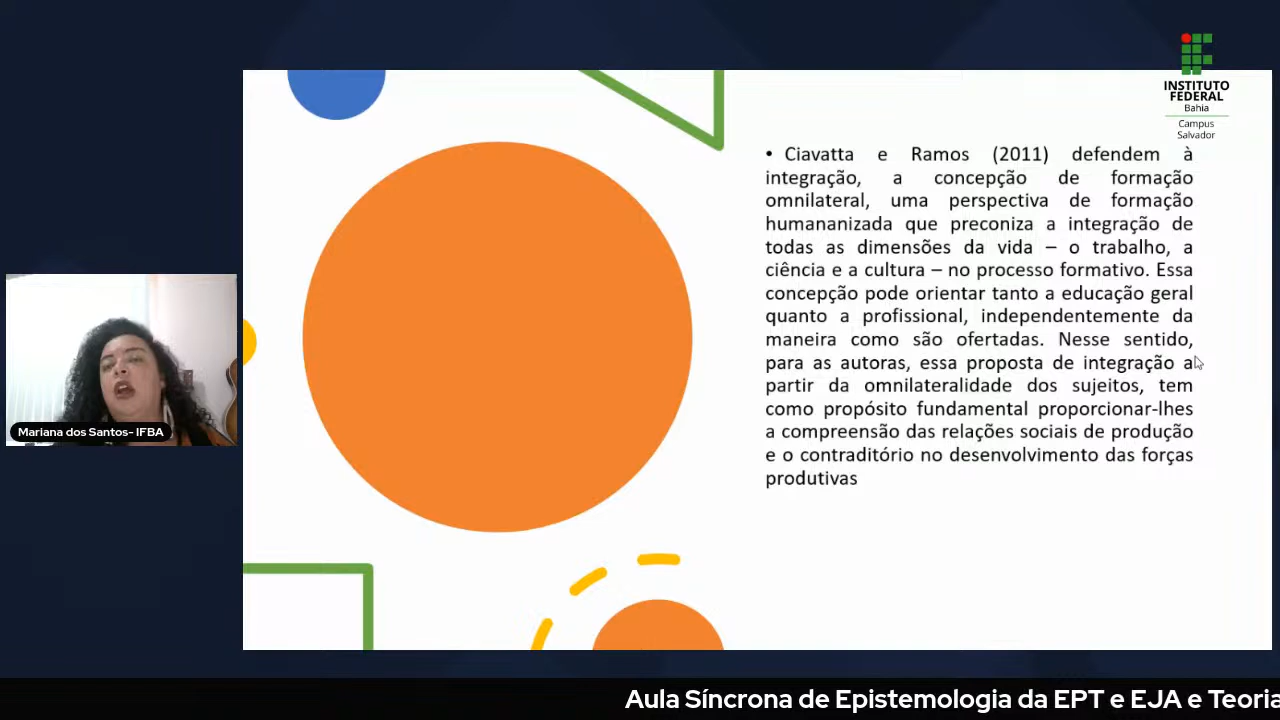 INSTITUTO
FEDERAL
Bahia
Campus
Salvador
• Ciavatta e Ramos (2011) defendem à
integração, a concepção de formação
omnilateral, uma perspectiva de formação
humananizada que preconiza a integração de
todas as dimensões da vida – o trabalho, a
ciência e a cultura – no processo formativo. Essa
concepção pode orientar tanto a educação geral
quanto a profissional, independentemente da
maneira como são ofertadas. Nesse sentido,
para as autoras, essa proposta de integração a
partir da omnilateralidade dos sujeitos, tem
como propósito fundamental proporcionar-lhes
a compreensão das relações sociais de produção
e o contraditório no desenvolvimento das forças
produtivas
Mariana dos Santos- IFBA
Aula Síncrona de Epistemologia da EPT e EJA e Teoria